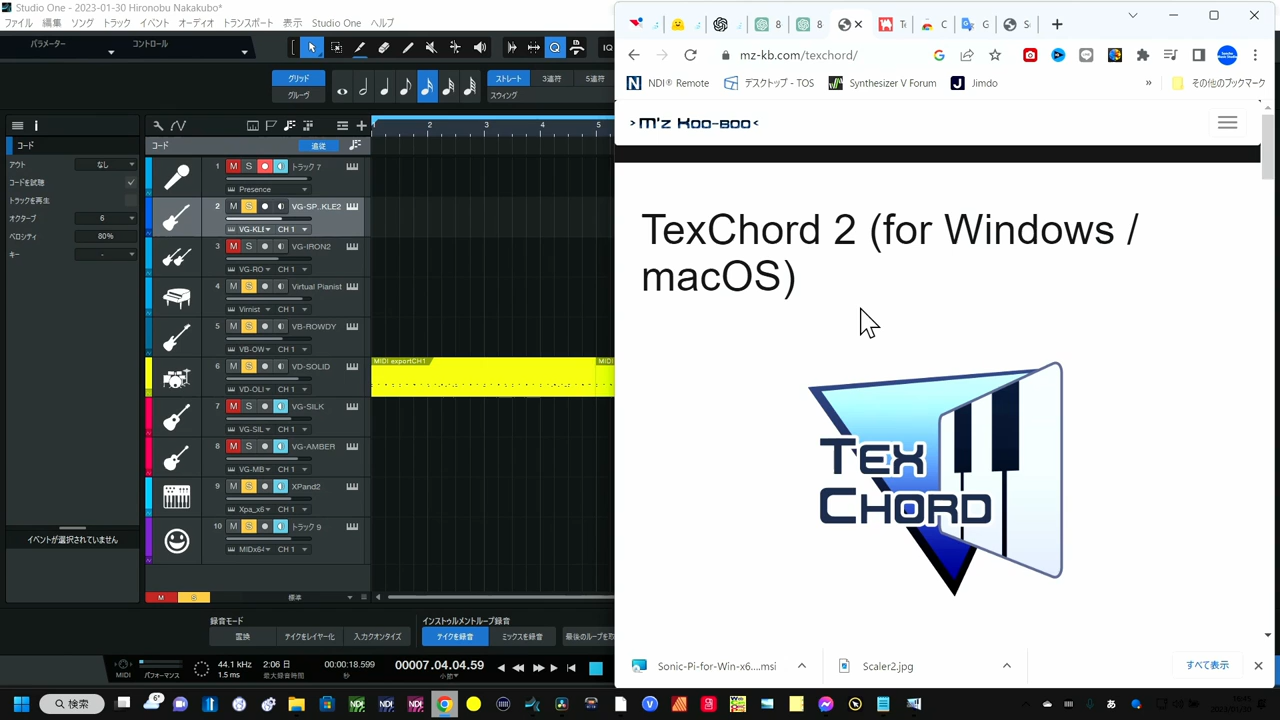 Studio One - 2023-01-30 Hironobu Nakakubo*
ファイル 編集 ソング トラック イベント オーディオ トランスポート 表示 Studio One ヘルプ
パラメーター
コントロール
IQ
グリッド
グルーヴ
ストレート 3連符 5連符
スウィング
コード
アウト なし
コードを試聴
トラックを再生
オクターブ 6
ベロシティ 80%
キー -
イベントが選択されていません
2 3 4 5
コード 追従
1 M S トラック 7
Presence
2 M S VG-SP..KLE2
VG-KLE CH 1
3 M S VG-IRON2
VG-RO CH 1
4 M S Virtual Pianist
Virnist CH 1
5 M S VB-ROWDY
VB-OW CH 1
6 M S VD-SOLID
VD-OLI CH 1
7 M S VG-SILK
VG-SIL CH 1
8 M S VG-AMBER
VG-MB CH 1
9 M S XPand2
Xpa_x6 CH 1
10 M S トラック 9
MIDx64 CH 1
M S 標準
MIDI exportCH1
MIDI
録音モード
置換 テイクをレイヤー化 入力クオンタイズ
インストゥルメントループ録音
テイクを録音 ミックスを録音 最後のループを取
MIDI
パフォーマンス
44.1 kHz
1.5 ms
2:06 日
最大録音時間
00:00:18.599
秒
00007.04.04.59
小節
mz-kb.com/texchord/
NDI® Remote デスクトップ - TOS Synthesizer V Forum Jimdo » その他のブックマーク
>M'z Koo-boo<
TexChord 2 (for Windows /
macOS)
Tex
Chord
Sonic-Pi-for-Win-x6....msi
Scaler2.jpg
すべて表示
検索